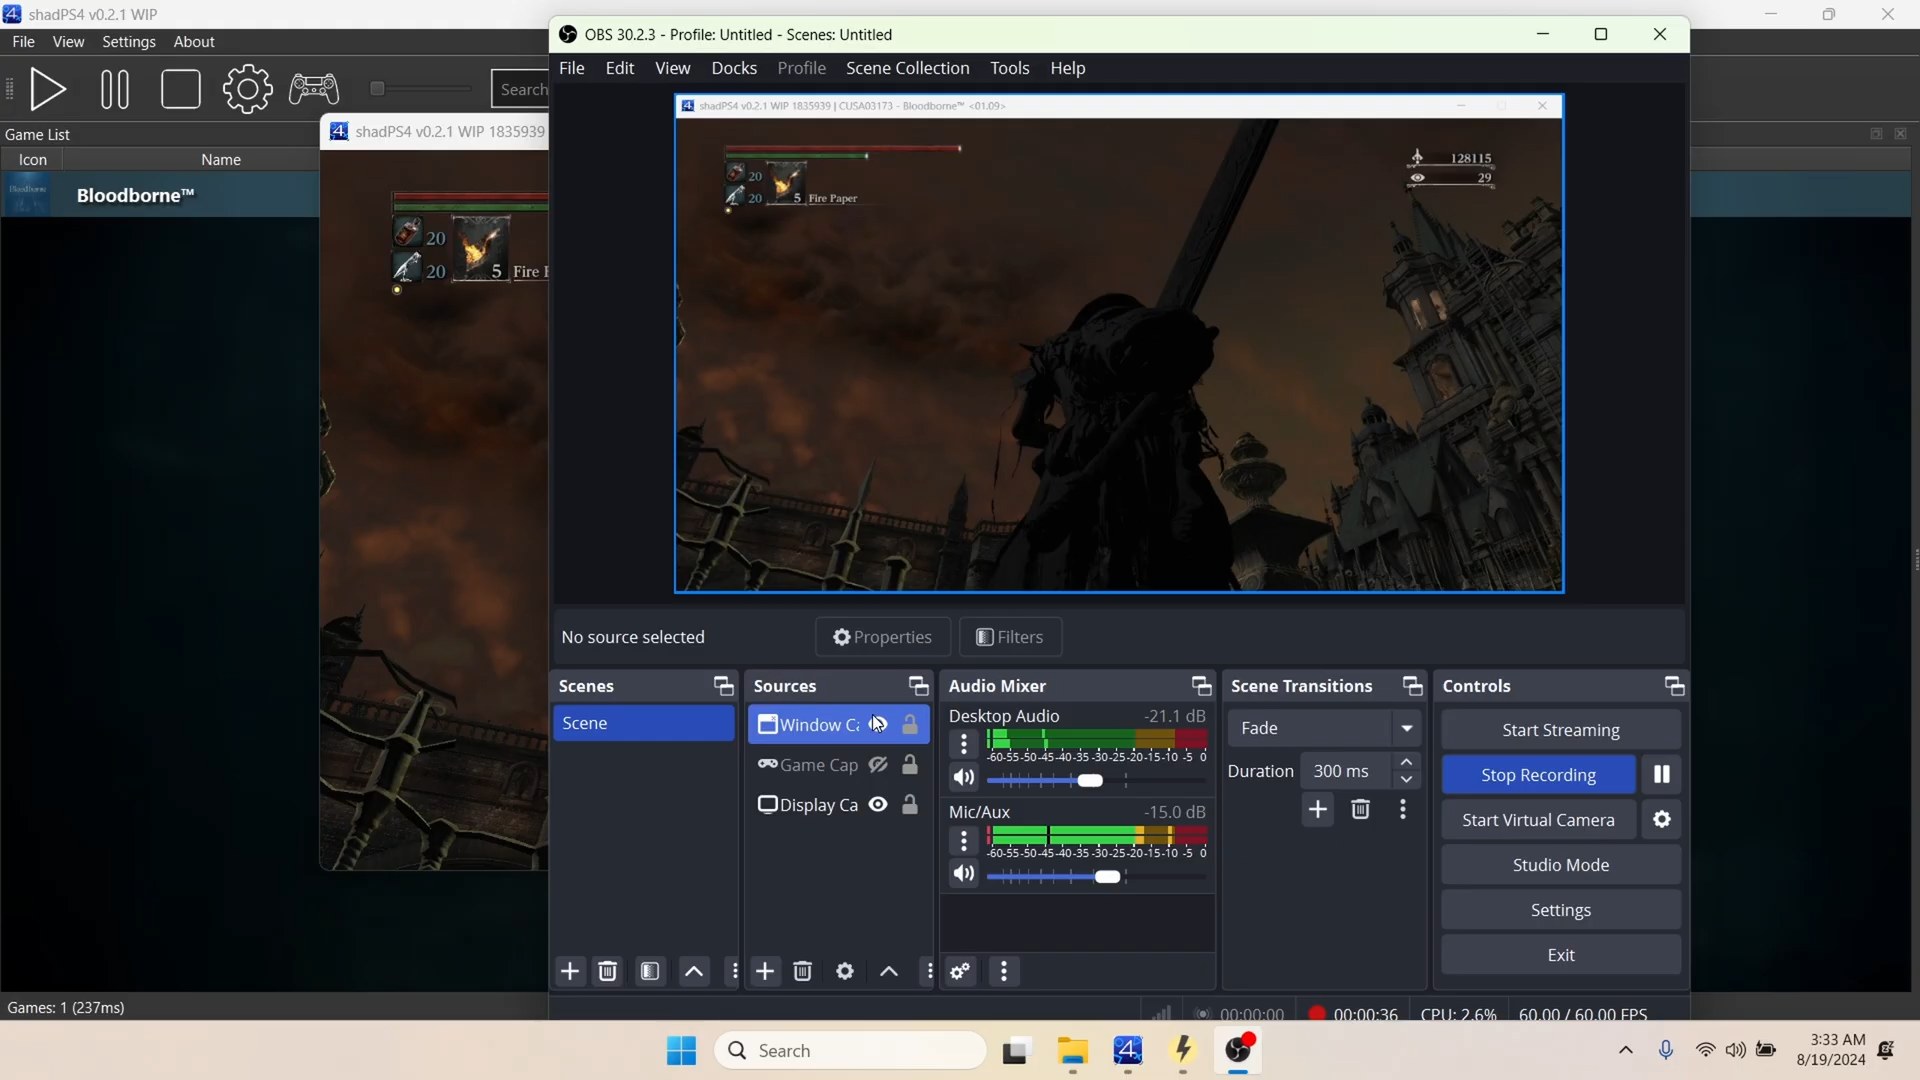 shadPS4 v0.2.1 WIP
File View Settings About
Search
Game List
Icon Name
Bloodborne™
Games: 1 (237ms)
shadPS4 v0.2.1 WIP 1835939
20
20
5 Fire
OBS 30.2.3 - Profile: Untitled - Scenes: Untitled
File Edit View Docks Profile Scene Collection Tools Help
shadPS4 v0.2.1 WIP 1835939 | CUSA03173 - Bloodborne™ <01.09>
20
20 5 Fire Paper
128115
29
No source selected Properties Filters
Scenes
Scene
Sources
Window Ca
Game Cap
Display Ca
Audio Mixer
Desktop Audio -21.1 dB
-60-55-50-45-40-35-30-25-20-15-10 -5 0
Mic/Aux -15.0 dB
-60-55-50-45-40-35-30-25-20-15-10 -5 0
Scene Transitions
Fade
Duration 300 ms
Controls
Start Streaming
Stop Recording
Start Virtual Camera
Studio Mode
Settings
Exit
00:00:00 00:00:36 CPU: 2.6% 60.00 / 60.00 FPS
Search
3:33 AM
8/19/2024